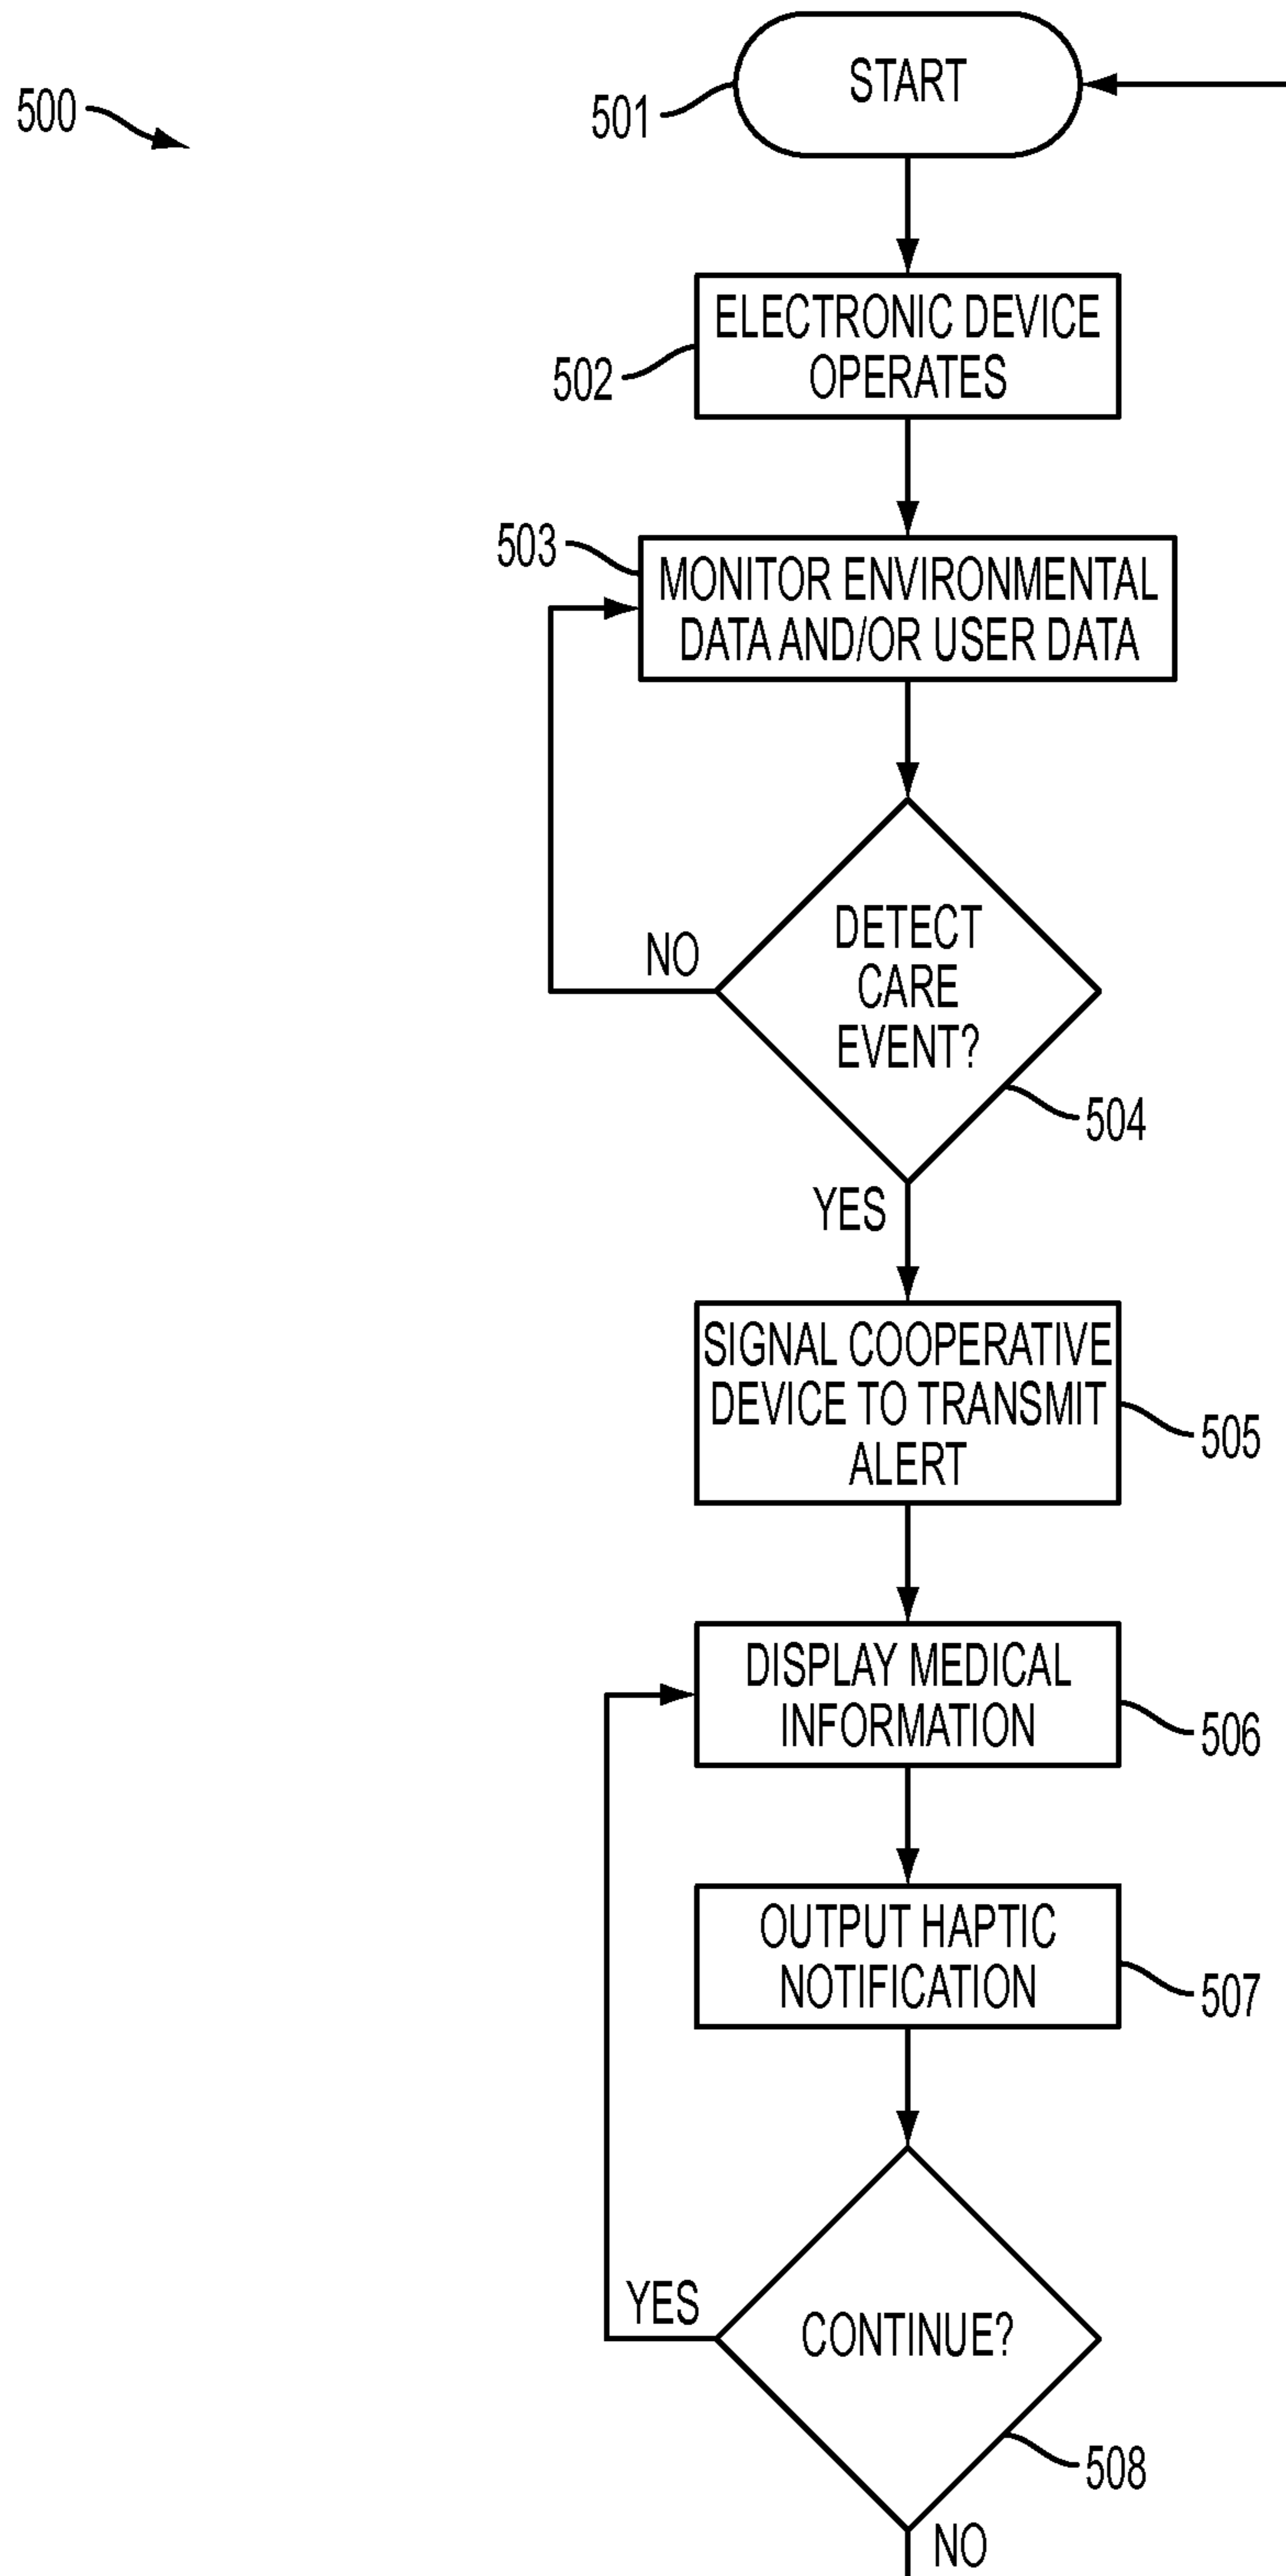 500
501
START
502
ELECTRONIC DEVICE
OPERATES
503
MONITOR ENVIRONMENTAL
DATA AND/OR USER DATA
NO
DETECT
CARE
EVENT?
504
YES
SIGNAL COOPERATIVE
DEVICE TO TRANSMIT
ALERT
505
DISPLAY MEDICAL
INFORMATION
506
OUTPUT HAPTIC
NOTIFICATION
507
YES
CONTINUE?
508
NO